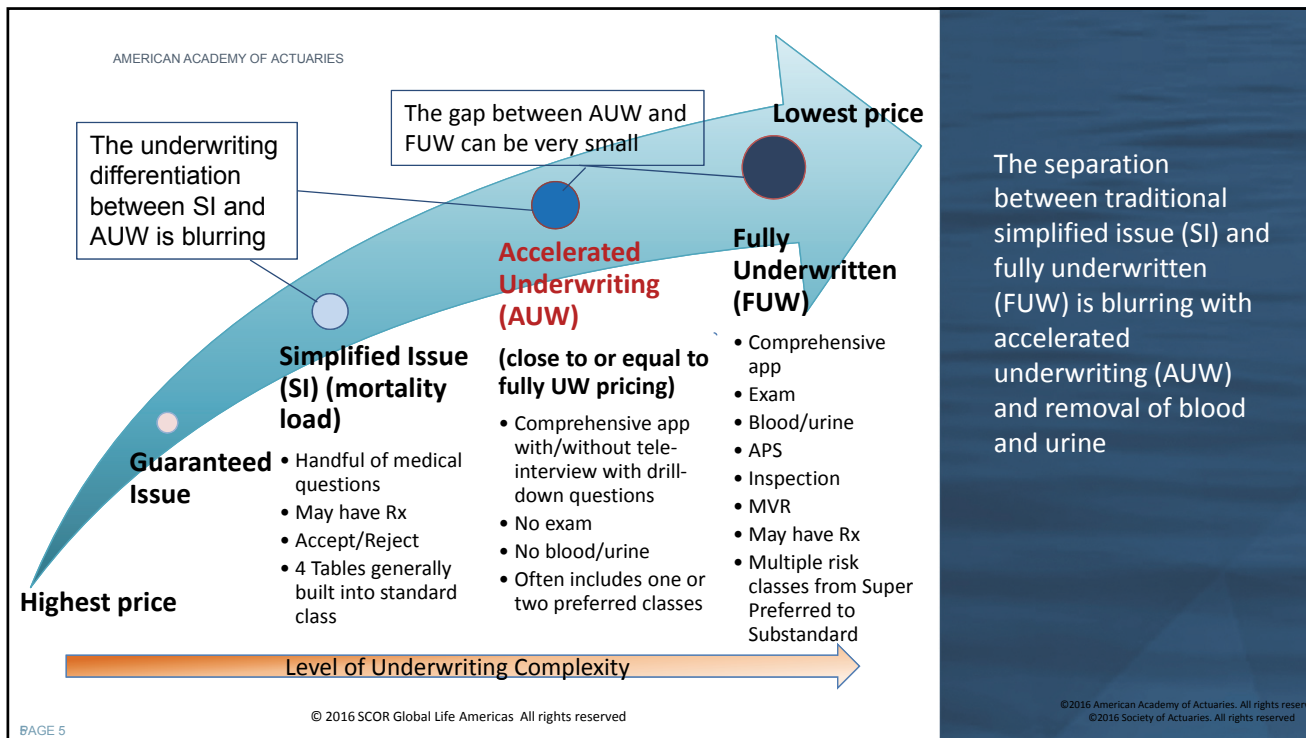 AMERICAN ACADEMY OF ACTUARIES
The underwriting
differentiation
between SI and
AUW is blurring
The gap between AUW and
FUW can be very small
Lowest price
Guaranteed
Issue
Highest price
Simplified Issue
(SI) (mortality
load)
• Handful of medical
questions
• May have Rx
• Accept/Reject
• 4 Tables generally
built into standard
class
Accelerated
Underwriting
(AUW)
(close to or equal to
fully UW pricing)
• Comprehensive app
with/without tele-
interview with drill-
down questions
• No exam
• No blood/urine
• Often includes one or
two preferred classes
Fully
Underwritten
(FUW)
• Comprehensive
app
• Exam
• Blood/urine
• APS
• Inspection
• MVR
• May have Rx
• Multiple risk
classes from Super
Preferred to
Substandard
Level of Underwriting Complexity
© 2016 SCOR Global Life Americas All rights reserved
PAGE 5
The separation
between traditional
simplified issue (SI) and
fully underwritten
(FUW) is blurring with
accelerated
underwriting (AUW)
and removal of blood
and urine
©2016 American Academy of Actuaries. All rights reser
©2016 Society of Actuaries. All rights reserved